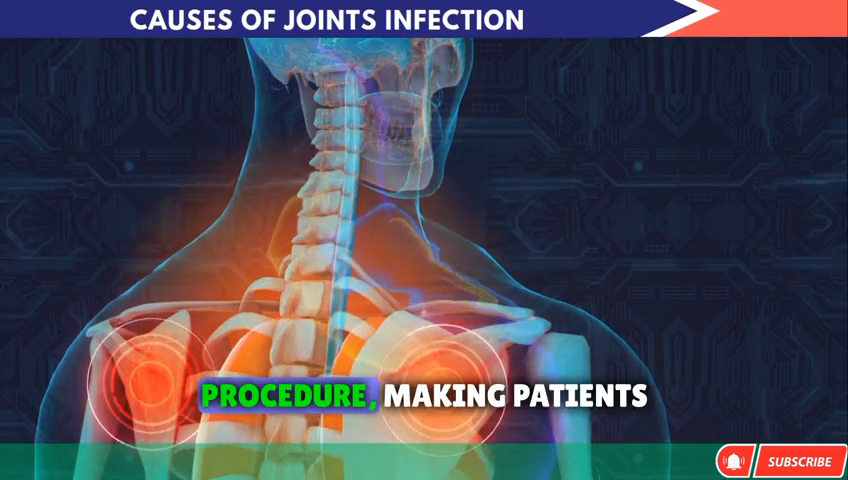 CAUSES OF JOINTS INFECTION
PROCEDURE, MAKING PATIENTS
SUBSCRIBE